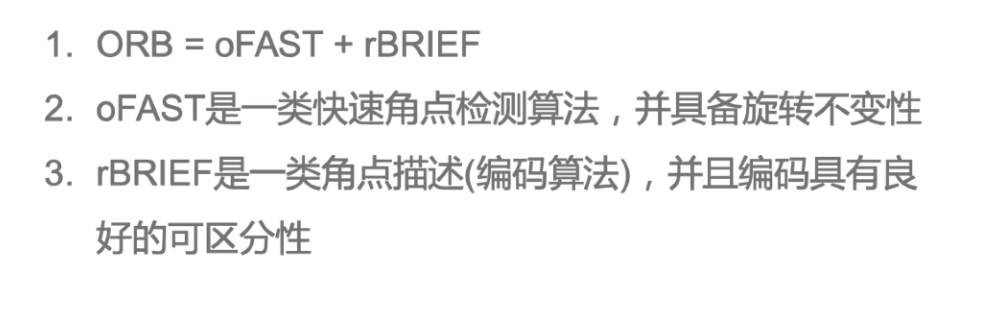 1. ORB = oFAST + rBRIEF
2. oFAST是一类快速角点检测算法，并具备旋转不变性
3. rBRIEF是一类角点描述(编码算法)，并且编码具有良
好的可区分性